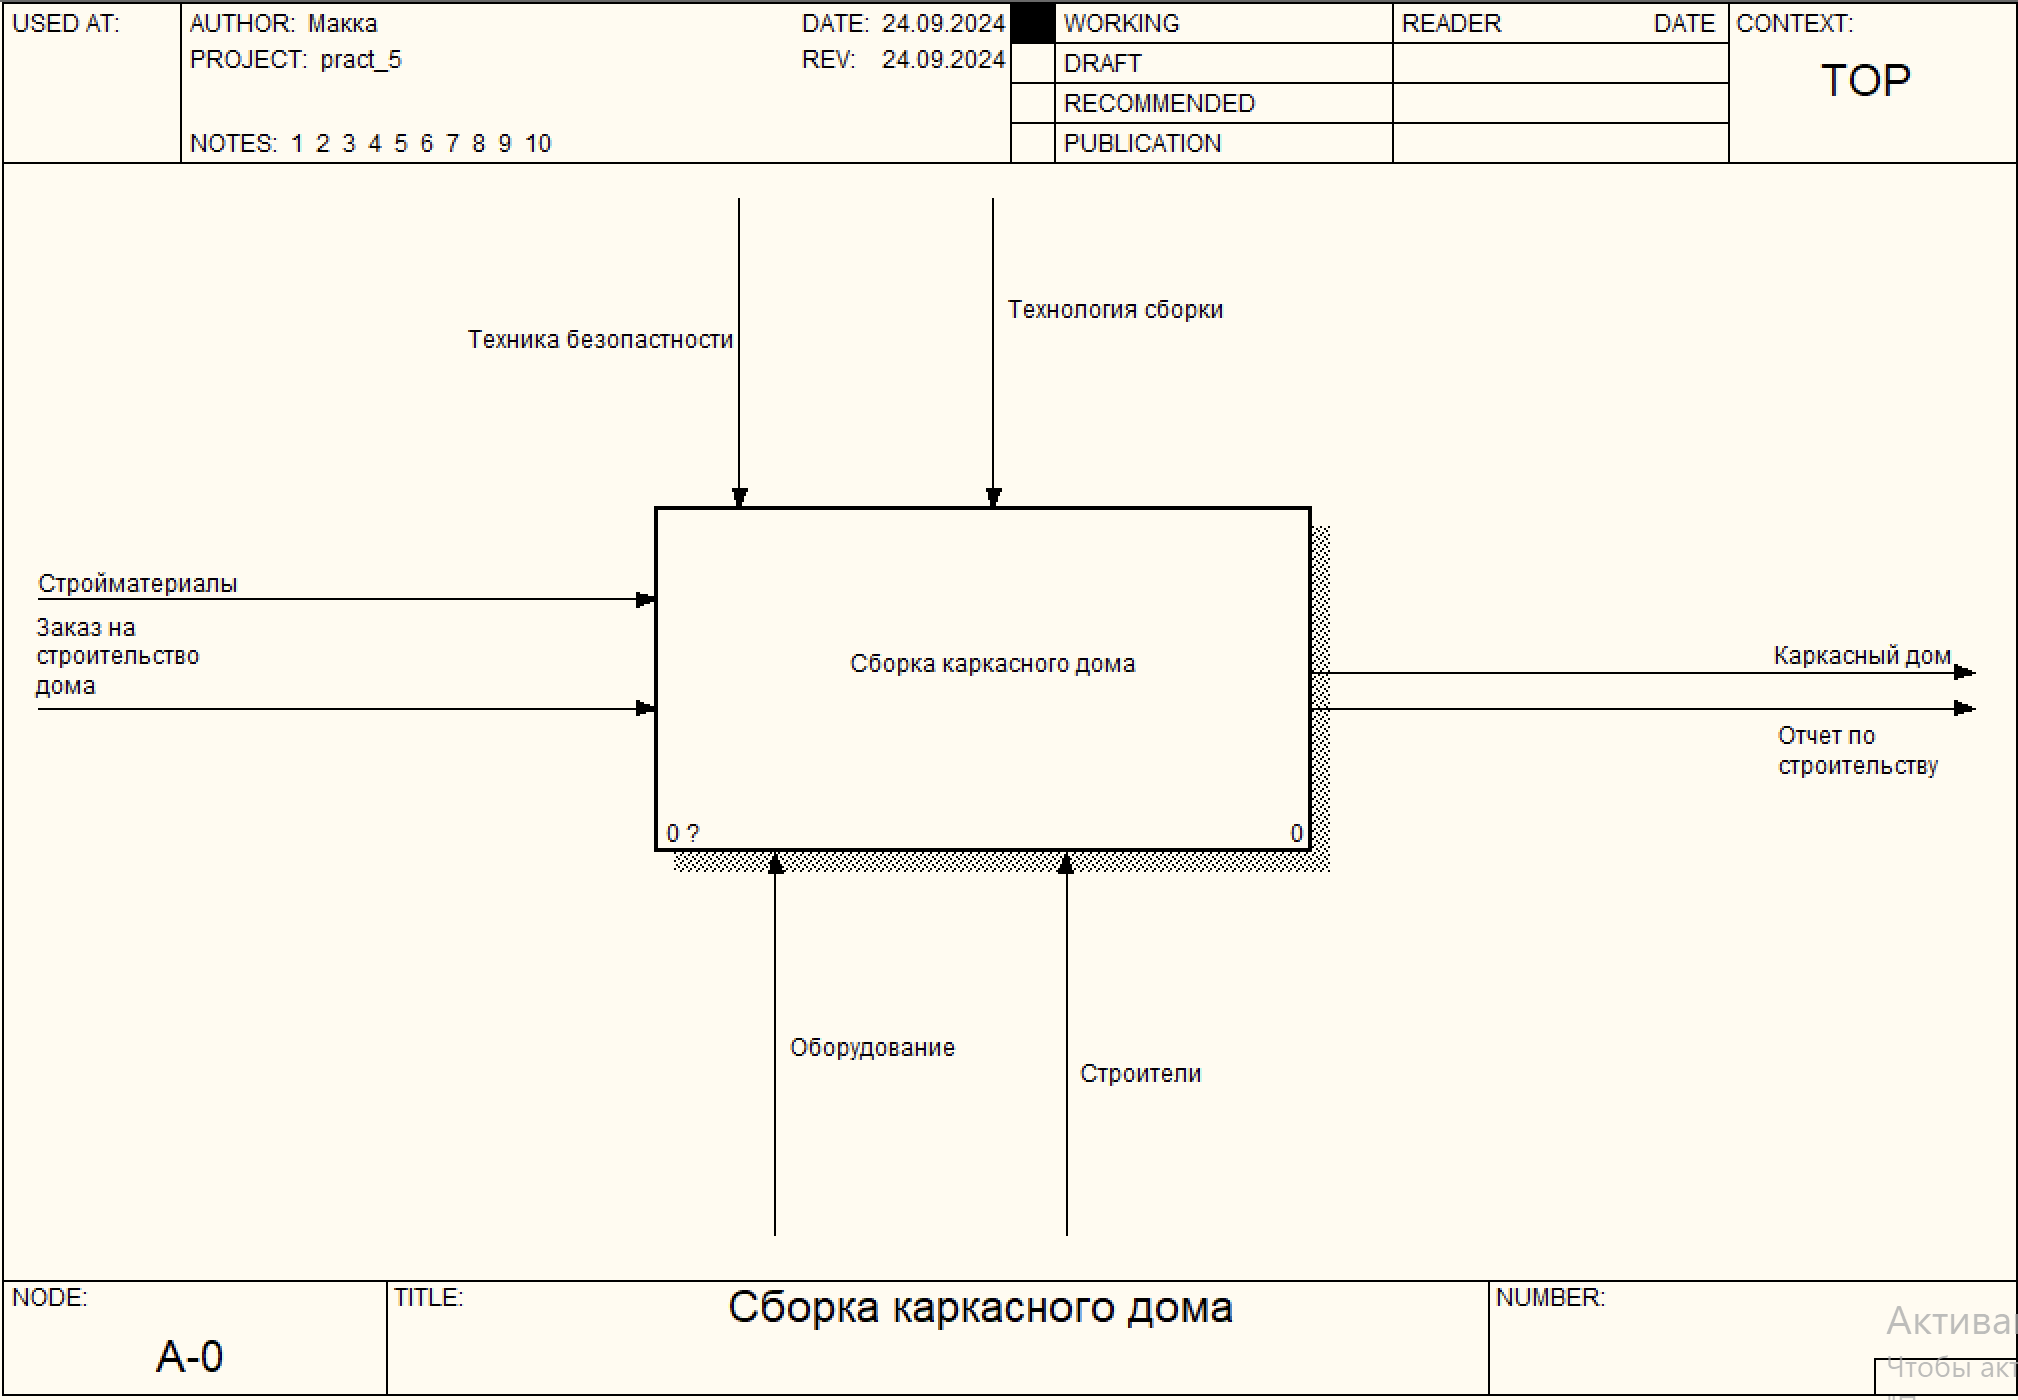 USED AT:
AUTHOR: Макка
DATE: 24.09.2024
PROJECT: pract_5
REV: 24.09.2024
NOTES: 1 2 3 4 5 6 7 8 9 10
WORKING
DRAFT
RECOMMENDED
PUBLICATION
READER DATE
CONTEXT:
TOP
Техника безопастности
Технология сборки
Стройматериалы
Заказ на
строительство
дома
Сборка каркасного дома
0 ?
0
Каркасный дом
Отчет по
строительству
Оборудование
Строители
NODE:
A-0
TITLE:
Сборка каркасного дома
NUMBER:
Чтобы